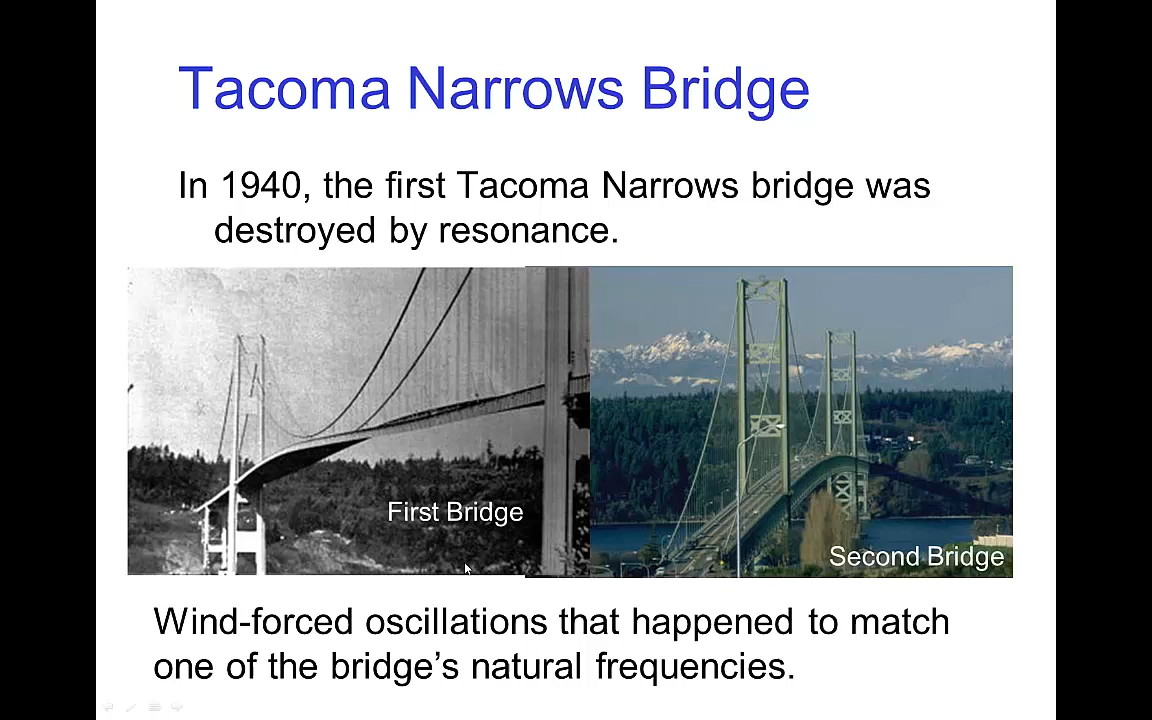 Tacoma Narrows Bridge
In 1940, the first Tacoma Narrows bridge was
destroyed by resonance.
First Bridge
Second Bridge
Wind-forced oscillations that happened to match
one of the bridge’s natural frequencies.